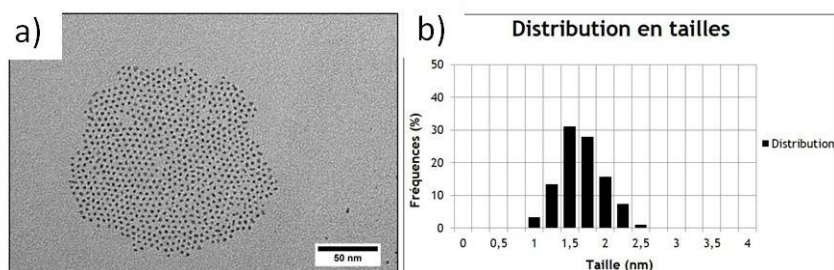 a)
50 nm
b)
Distribution en tailles
Fréquences (%)
50
40
30
20
10
0
0 0,5 1 1,5 2 2,5 3 3,5 4
Taille (nm)
Distribution